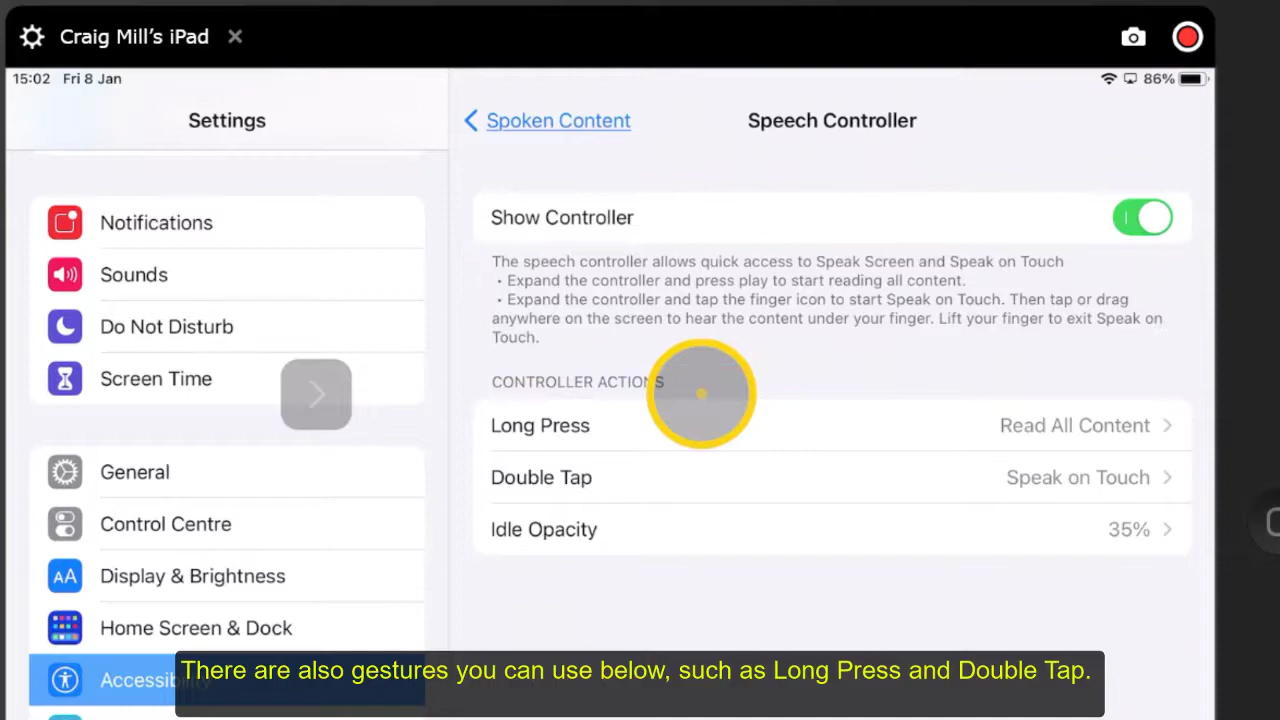 Craig Mill's iPad
15:02 Fri 8 Jan
86%
Settings
Spoken Content
Speech Controller
Notifications
Sounds
Do Not Disturb
Screen Time
General
Control Centre
AA Display & Brightness
Home Screen & Dock
Accessibility
Show Controller
The speech controller allows quick access to Speak Screen and Speak on Touch
• Expand the controller and press play to start reading all content.
• Expand the controller and tap the finger icon to start Speak on Touch. Then tap or drag
anywhere on the screen to hear the content under your finger. Lift your finger to exit Speak on
Touch.
CONTROLLER ACTIONS
Long Press Read All Content
Double Tap Speak on Touch
Idle Opacity 35%
There are also gestures you can use below, such as Long Press and Double Tap.